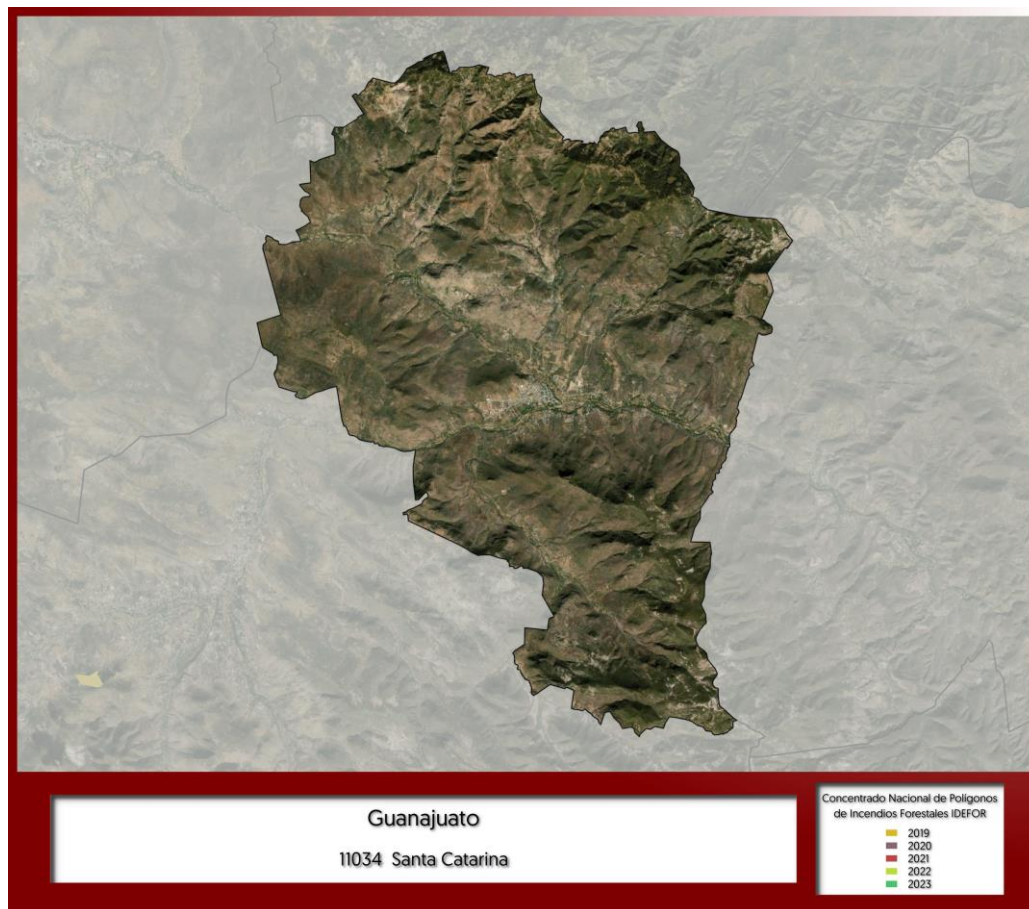 Guanajuato
11034 Santa Catarina
Concentrado Nacional de Polígonos
de Incendios Forestales IDEFOR
2019
2020
2021
2022
2023